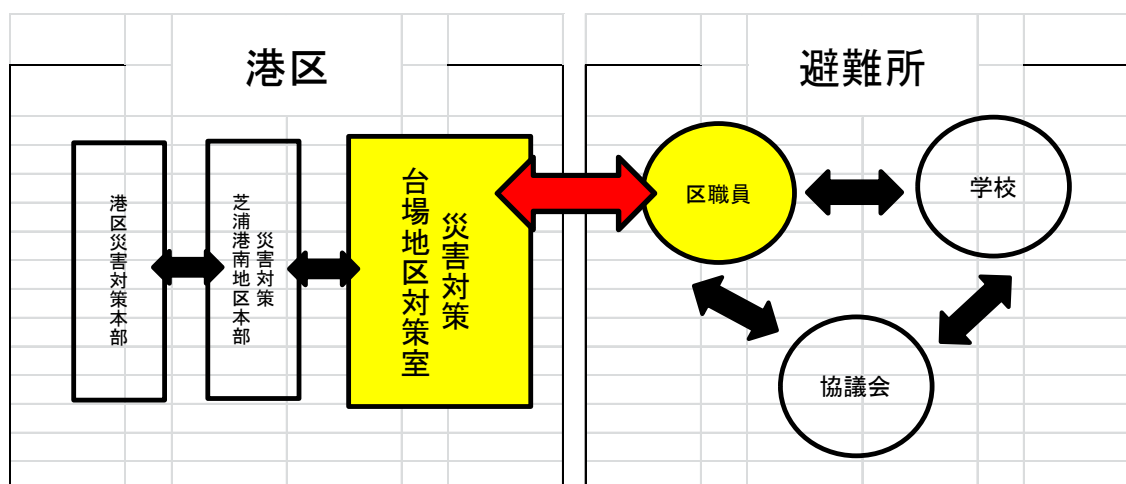 港区
港区災害対策本部
災害対策
芝浦港南地区本部
災害対策
台場地区対策室
避難所
区職員
学校
協議会